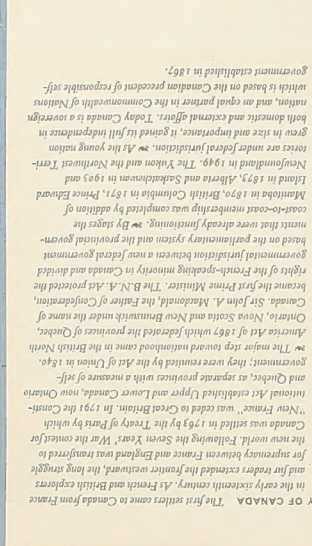 Y OF CANADA The first settlers came to Canada from France
in the early sixteenth century. As French and British explorers
and fur traders extended the frontier westward, the long struggle
for supremacy between France and England was transferred to
the new world. Following the Seven Years' War the contest for
Canada was settled in 1763 by the Treaty of Paris by which
"New France" was ceded to Great Britain. In 1791 the Consti-
tutional Act established Upper and Lower Canada, now Ontario
and Quebec, as separate provinces with a measure of self-
government; they were reunited by the Act of Union in 1840.
The major step toward nationhood came in the British North
America Act of 1867 which federated the provinces of Quebec,
Ontario, Nova Scotia and New Brunswick under the name of
Canada. Sir John A. Macdonald, the Father of Confederation,
became the first Prime Minister. The B.N.A. Act protected the
rights of the French-speaking minority in Canada and divided
governmental jurisdiction between a new federal government
based on the parliamentary system and the provincial govern-
ments that were already functioning. By stages the
coast-to-coast membership was completed by addition of
Manitoba in 1870, British Columbia in 1871, Prince Edward
Island in 1873, Alberta and Saskatchewan in 1905 and
Newfoundland in 1949. The Yukon and the Northwest Terri-
tories are under federal jurisdiction. As the young nation
grew in size and importance, it gained its full independence in
both domestic and external affairs. Today Canada is a sovereign
nation, and an equal partner in the Commonwealth of Nations
which is based on the Canadian precedent of responsible self-
government established in 1867.